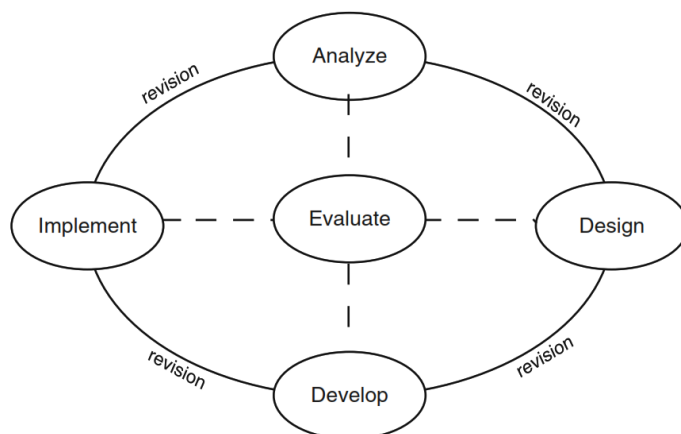 Analyze
revision
revision
Implement
Evaluate
Design
revision
revision
Develop